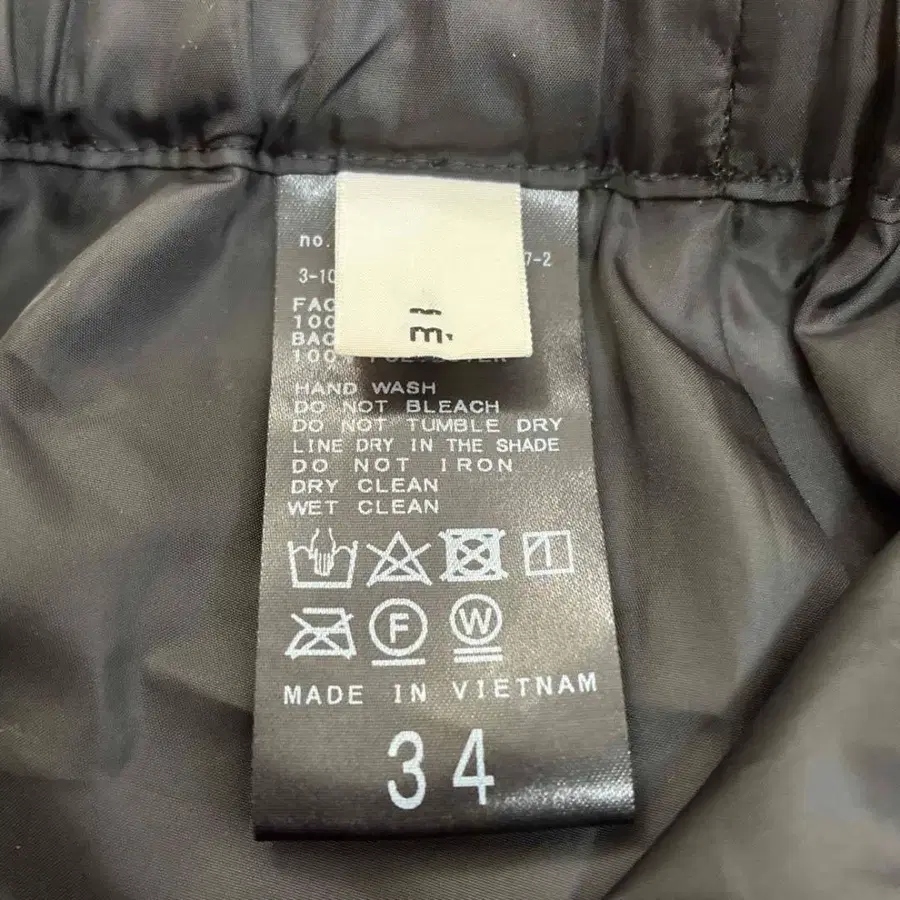 no.
7-2
3-10
FAC
100
BAC
100
HAND WASH
DO NOT BLEACH
DO NOT TUMBLE DRY
LINE DRY IN THE SHADE
DO NOT IRON
DRY CLEAN
WET CLEAN
F W
MADE IN VIETNAM
34